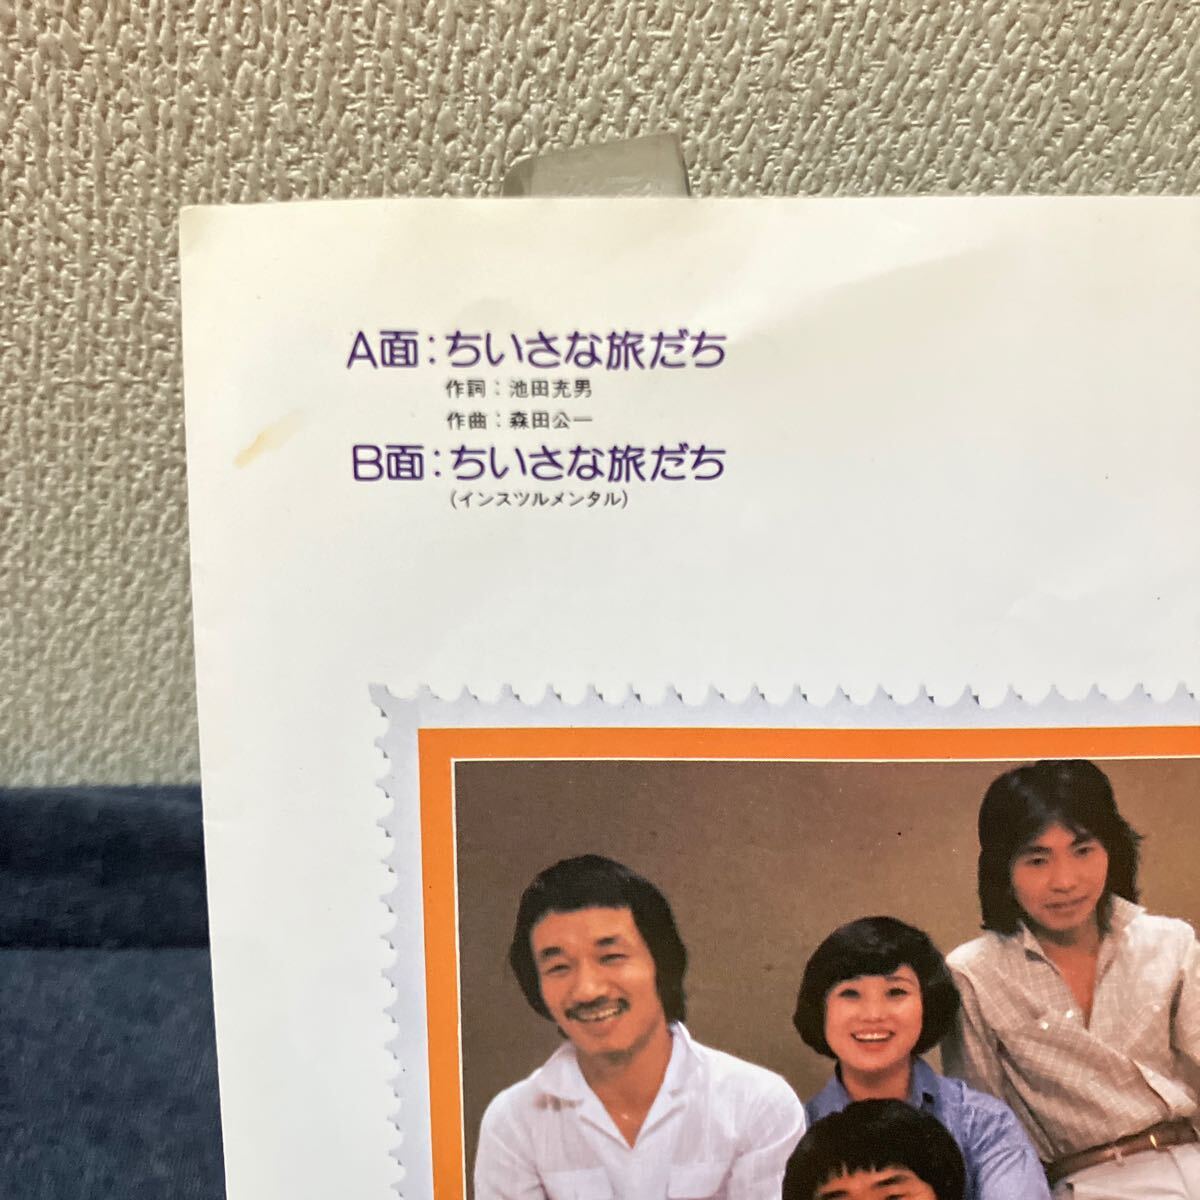 A面：ちいさな旅だち
作詞：池田充男
作曲：森田公一
B面：ちいさな旅だち
（インスツルメンタル）